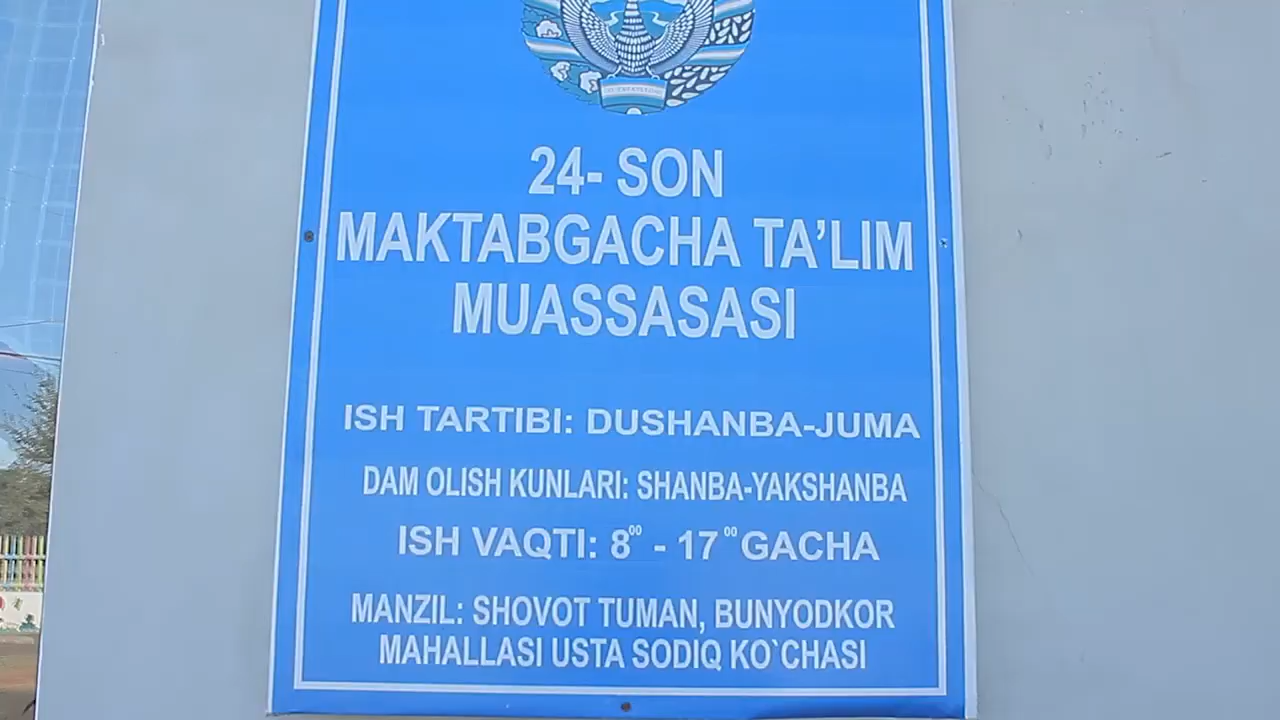 24- SON
MAKTABGACHA TA’LIM
MUASSASASI
ISH TARTIBI: DUSHANBA-JUMA
DAM OLISH KUNLARI: SHANBA-YAKSHANBA
ISH VAQTI: 8⁰⁰ - 17⁰⁰ GACHA
MANZIL: SHOVOT TUMAN, BUNYODKOR
MAHALLASI USTA SODIQ KO`CHASI